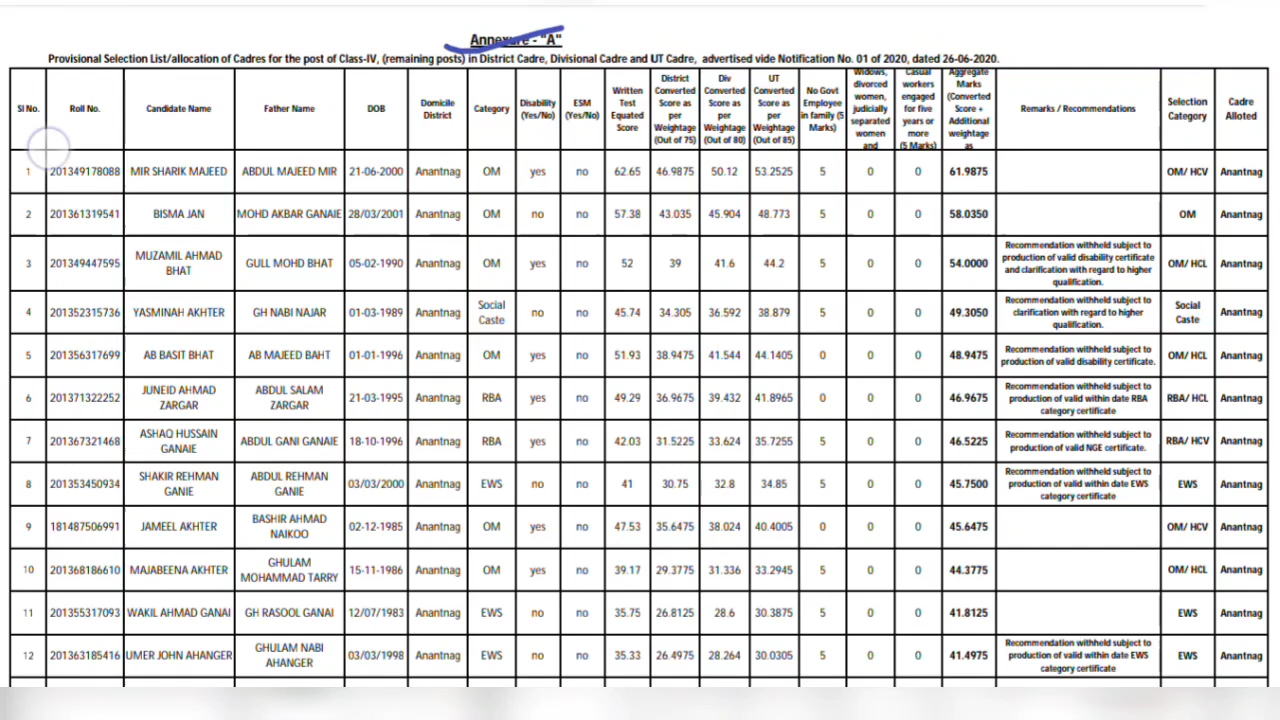 Annexure - "A"
Provisional Selection List/allocation of Cadres for the post of Class-IV, (remaining posts) in District Cadre, Divisional Cadre and UT Cadre, advertised vide Notification No. 01 of 2020, dated 26-06-2020.
Sl No. Roll No. Candidate Name Father Name DOB Domicile District Category Disability (Yes/No) ESM (Yes/No) Written Test Equated Score District Converted Score as per Weightage (Out of 75) Div Converted Score as per Weightage (Out of 80) UT Converted Score as per Weightage (Out of 85) No Govt Employee in family (5 Marks) Widows, divorced women, judicially separated women and Casual workers engaged for five years or more (5 Marks) Aggregate Marks (Converted Score + Additional weightage as Remarks / Recommendations Selection Category Cadre Alloted
1 201349178088 MIR SHARIK MAJEED ABDUL MAJEED MIR 21-06-2000 Anantnag OM yes no 62.65 46.9875 50.12 53.2525 5 0 0 61.9875 OM/ HCV Anantnag
2 201361319541 BISMA JAN MOHD AKBAR GANAIE 28/03/2001 Anantnag OM no no 57.38 43.035 45.904 48.773 5 0 0 58.0350 OM Anantnag
3 201349447595 MUZAMIL AHMAD BHAT GULL MOHD BHAT 05-02-1990 Anantnag OM yes no 52 39 41.6 44.2 5 0 0 54.0000 Recommendation withheld subject to production of valid disability certificate and clarification with regard to higher qualification. OM/ HCL Anantnag
4 201352315736 YASMINAH AKHTER GH NABI NAJAR 01-03-1989 Anantnag Social Caste no no 45.74 34.305 36.592 38.879 5 0 0 49.3050 Recommendation withheld subject to clarification with regard to higher qualification. Social Caste Anantnag
5 201356317699 AB BASIT BHAT AB MAJEED BAHT 01-01-1996 Anantnag OM yes no 51.93 38.9475 41.544 44.1405 0 0 0 48.9475 Recommendation withheld subject to production of valid disability certificate. OM/ HCL Anantnag
6 201371322252 JUNEID AHMAD ZARGAR ABDUL SALAM ZARGAR 21-03-1995 Anantnag RBA yes no 49.29 36.9675 39.432 41.8965 0 0 0 46.9675 Recommendation withheld subject to production of valid within date RBA category certificate RBA/ HCL Anantnag
7 201367321468 ASHAQ HUSSAIN GANAIE ABDUL GANI GANAIE 18-10-1996 Anantnag RBA yes no 42.03 31.5225 33.624 35.7255 5 0 0 46.5225 Recommendation withheld subject to production of valid NGE certificate. RBA/ HCV Anantnag
8 201353450934 SHAKIR REHMAN GANIE ABDUL REHMAN GANIE 03/03/2000 Anantnag EWS no no 41 30.75 32.8 34.85 5 0 0 45.7500 Recommendation withheld subject to production of valid within date EWS category certificate EWS Anantnag
9 181487506991 JAMEEL AKHTER BASHIR AHMAD NAIKOO 02-12-1985 Anantnag OM yes no 47.53 35.6475 38.024 40.4005 0 0 0 45.6475 OM/ HCV Anantnag
10 201368186610 MAJABEENA AKHTER GHULAM MOHAMMAD TARRY 15-11-1986 Anantnag OM yes no 39.17 29.3775 31.336 33.2945 5 0 0 44.3775 OM/ HCL Anantnag
11 201355317093 WAKIL AHMAD GANAI GH RASOOL GANAI 12/07/1983 Anantnag EWS no no 35.75 26.8125 28.6 30.3875 5 0 0 41.8125 EWS Anantnag
12 201363185416 UMER JOHN AHANGER GHULAM NABI AHANGER 03/03/1998 Anantnag EWS no no 35.33 26.4975 28.264 30.0305 5 0 0 41.4975 Recommendation withheld subject to production of valid within date EWS category certificate EWS Anantnag